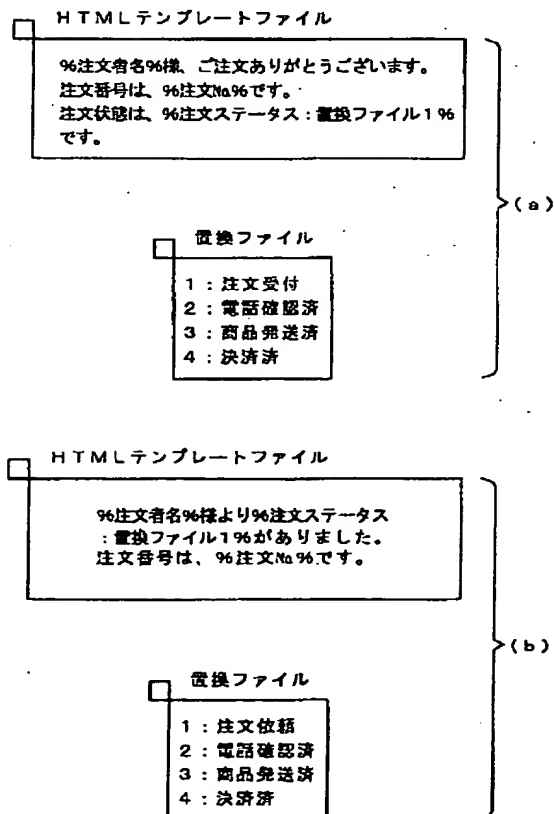 HTMLテンプレートファイル
%注文者名%様、ご注文ありがとうございます。
注文番号は、%注文No%です。
注文状態は、%注文ステータス：置換ファイル1%
です。
(a)
置換ファイル
1：注文受付
2：電話確認済
3：商品発送済
4：決済済
HTMLテンプレートファイル
%注文者名%様より%注文ステータス
：置換ファイル1%がありました。
注文番号は、%注文No%です。
(b)
置換ファイル
1：注文依頼
2：電話確認済
3：商品発送済
4：決済済